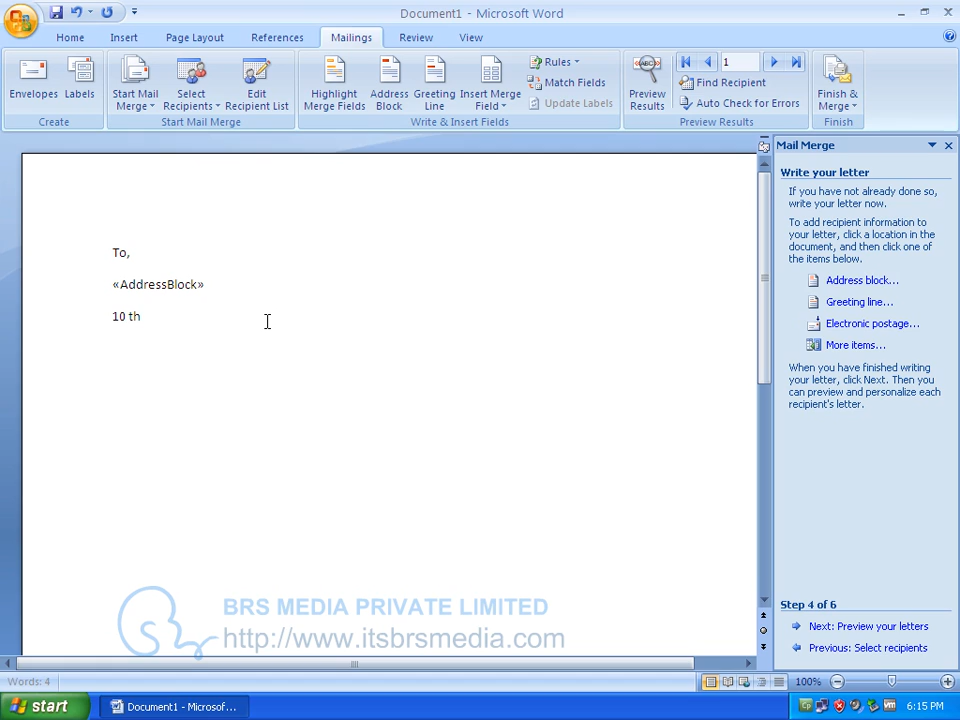 Document1 - Microsoft Word
Home Insert Page Layout References Mailings Review View
Envelopes Labels
Create
Start Mail Merge Select Recipients Edit Recipient List
Start Mail Merge
Highlight Merge Fields Address Block Greeting Line Insert Merge Field
Rules
Match Fields
Update Labels
Write & Insert Fields
ABC
Preview Results
1
Find Recipient
Auto Check for Errors
Preview Results
Finish & Merge
Finish
To,
«AddressBlock»
10 th
BRS MEDIA PRIVATE LIMITED
http://www.itsbrsmedia.com
Mail Merge
Write your letter
If you have not already done so,
write your letter now.
To add recipient information to
your letter, click a location in the
document, and then click one of
the items below.
Address block...
Greeting line...
Electronic postage...
More items...
When you have finished writing
your letter, click Next. Then you
can preview and personalize each
recipient's letter.
Step 4 of 6
Next: Preview your letters
Previous: Select recipients
Words: 4
100%
start
Document1 - Microsof...
Cp
6:15 PM